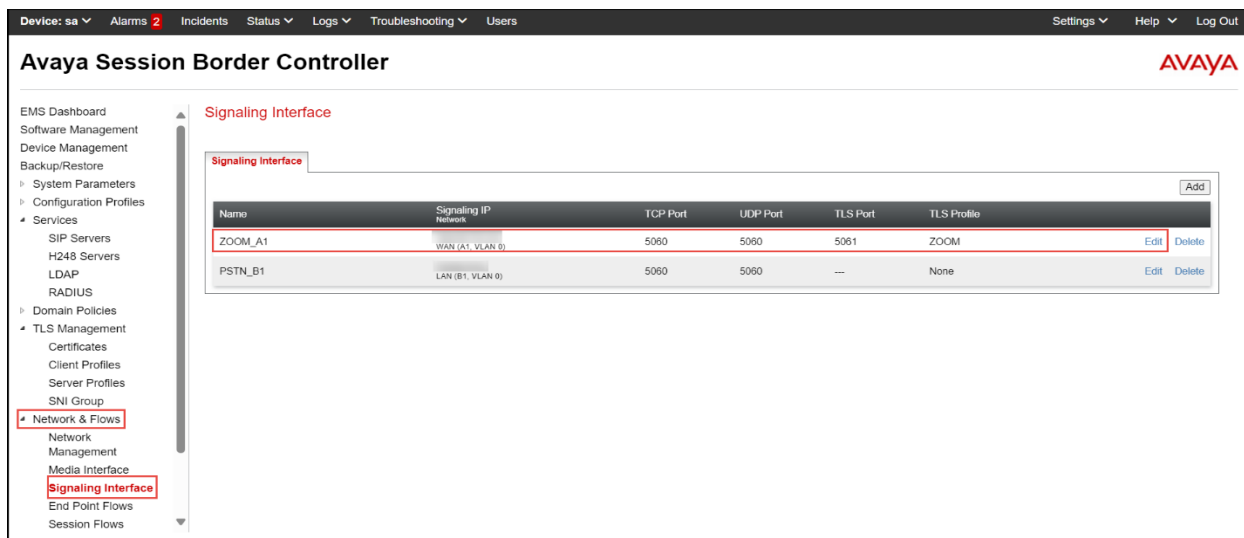 Device: sa Alarms 2 Incidents Status Logs Troubleshooting Users Settings Help Log Out
Avaya Session Border Controller
AVAYA
EMS Dashboard
Software Management
Device Management
Backup/Restore
System Parameters
Configuration Profiles
Services
SIP Servers
H248 Servers
LDAP
RADIUS
Domain Policies
TLS Management
Certificates
Client Profiles
Server Profiles
SNI Group
Network & Flows
Network
Management
Media Interface
Signaling Interface
End Point Flows
Session Flows
Signaling Interface
Signaling Interface
Add
Name Signaling IP Network TCP Port UDP Port TLS Port TLS Profile
ZOOM_A1 WAN (A1, VLAN 0) 5060 5060 5061 ZOOM Edit Delete
PSTN_B1 LAN (B1, VLAN 0) 5060 5060 --- None Edit Delete